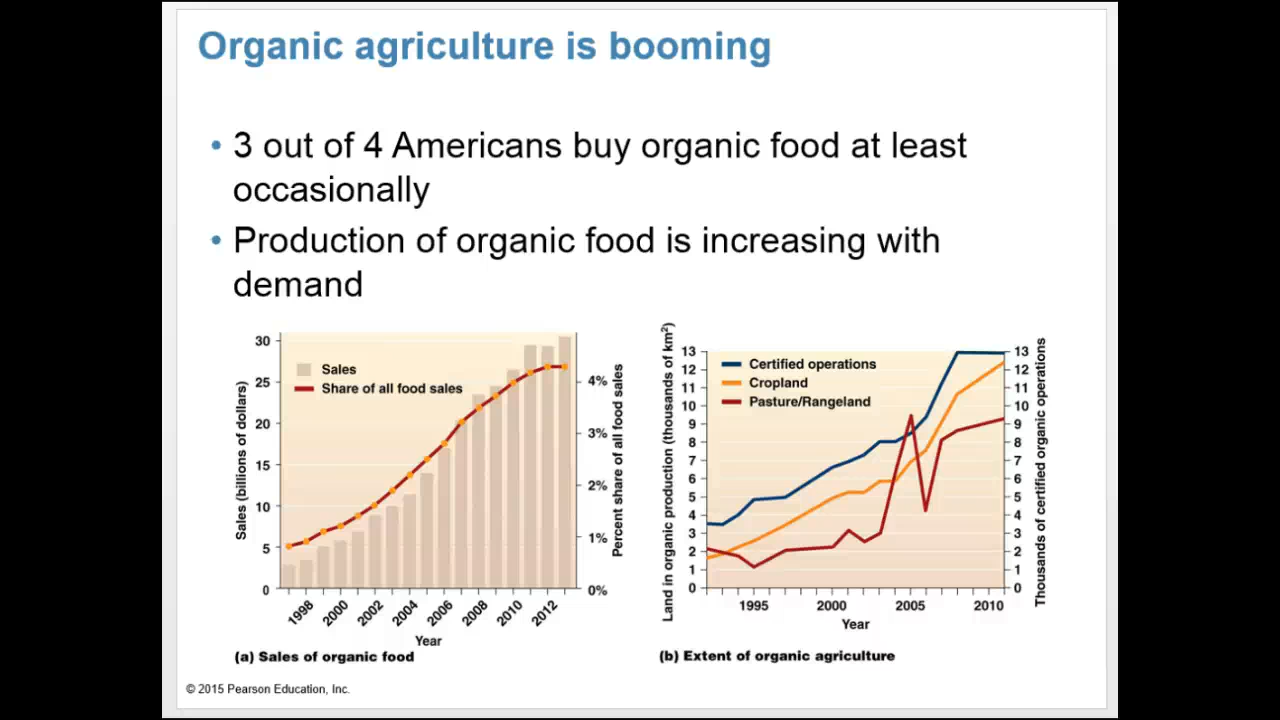 Organic agriculture is booming
• 3 out of 4 Americans buy organic food at least
occasionally
• Production of organic food is increasing with
demand
30
25
20
15
10
5
0
Sales (billions of dollars)
Sales
Share of all food sales
4%
3%
2%
1%
0%
Percent share of all food sales
1998
2000
2002
2004
2006
2008
2010
2012
Year
(a) Sales of organic food
Land in organic production (thousands of km²)
13
12
11
10
9
8
7
6
5
4
3
2
1
0
Certified operations
Cropland
Pasture/Rangeland
13
12
11
10
9
8
7
6
5
4
3
2
1
0
Thousands of certified organic operations
1995
2000
2005
2010
Year
(b) Extent of organic agriculture
© 2015 Pearson Education, Inc.